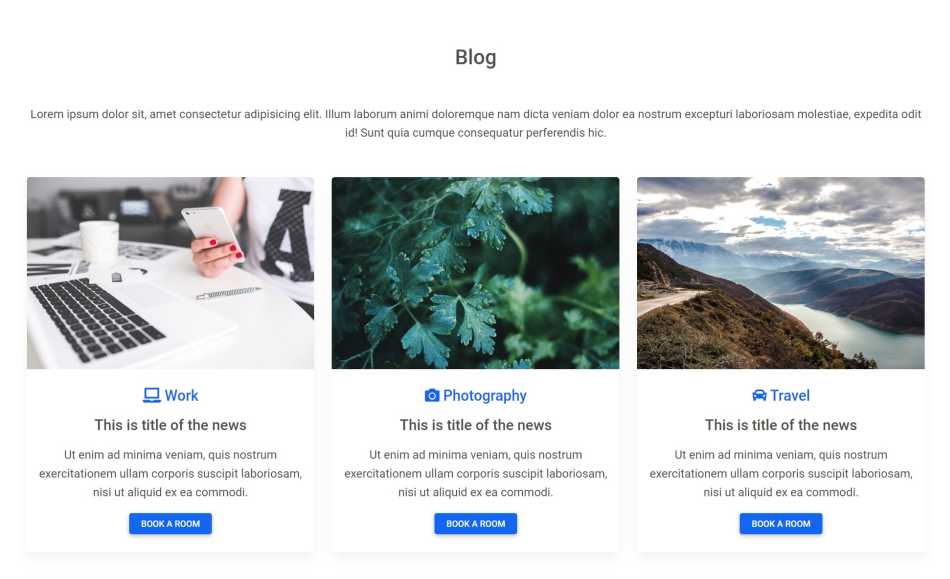 Blog
Lorem ipsum dolor sit, amet consectetur adipisicing elit. Illum laborum animi doloremque nam dicta veniam dolor ea nostrum excepturi laboriosam molestiae, expedita odit
id! Sunt quia cumque consequatur perferendis hic.
A
Work
This is title of the news
Ut enim ad minima veniam, quis nostrum
exercitationem ullam corporis suscipit laboriosam,
nisi ut aliquid ex ea commodi.
BOOK A ROOM
Photography
This is title of the news
Ut enim ad minima veniam, quis nostrum
exercitationem ullam corporis suscipit laboriosam,
nisi ut aliquid ex ea commodi.
BOOK A ROOM
Travel
This is title of the news
Ut enim ad minima veniam, quis nostrum
exercitationem ullam corporis suscipit laboriosam,
nisi ut aliquid ex ea commodi.
BOOK A ROOM